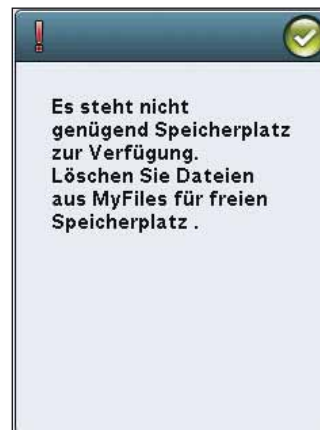 Es steht nicht
genügend Speicherplatz
zur Verfügung.
Löschen Sie Dateien
aus MyFiles für freien
Speicherplatz .